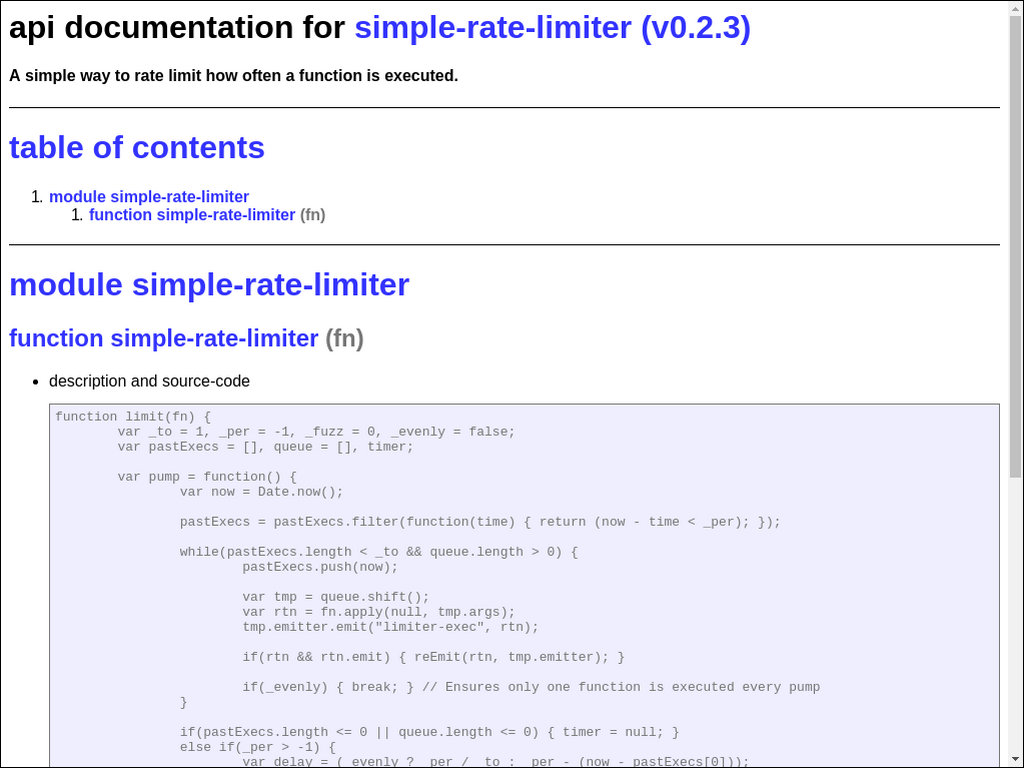 api documentation for simple-rate-limiter (v0.2.3)
A simple way to rate limit how often a function is executed.
table of contents
1. module simple-rate-limiter
1. function simple-rate-limiter (fn)
module simple-rate-limiter
function simple-rate-limiter (fn)
• description and source-code
function limit(fn) {
var _to = 1, _per = -1, _fuzz = 0, _evenly = false;
var pastExecs = [], queue = [], timer;
var pump = function() {
var now = Date.now();
pastExecs = pastExecs.filter(function(time) { return (now - time < _per); });
while(pastExecs.length < _to && queue.length > 0) {
pastExecs.push(now);
var tmp = queue.shift();
var rtn = fn.apply(null, tmp.args);
tmp.emitter.emit("limiter-exec", rtn);
if(rtn && rtn.emit) { reEmit(rtn, tmp.emitter); }
if(_evenly) { break; } // Ensures only one function is executed every pump
}
if(pastExecs.length <= 0 || queue.length <= 0) { timer = null; }
else if(_per > -1) {
var delay = (_evenly ? _per / _to : _per - (now - pastExecs[0]));